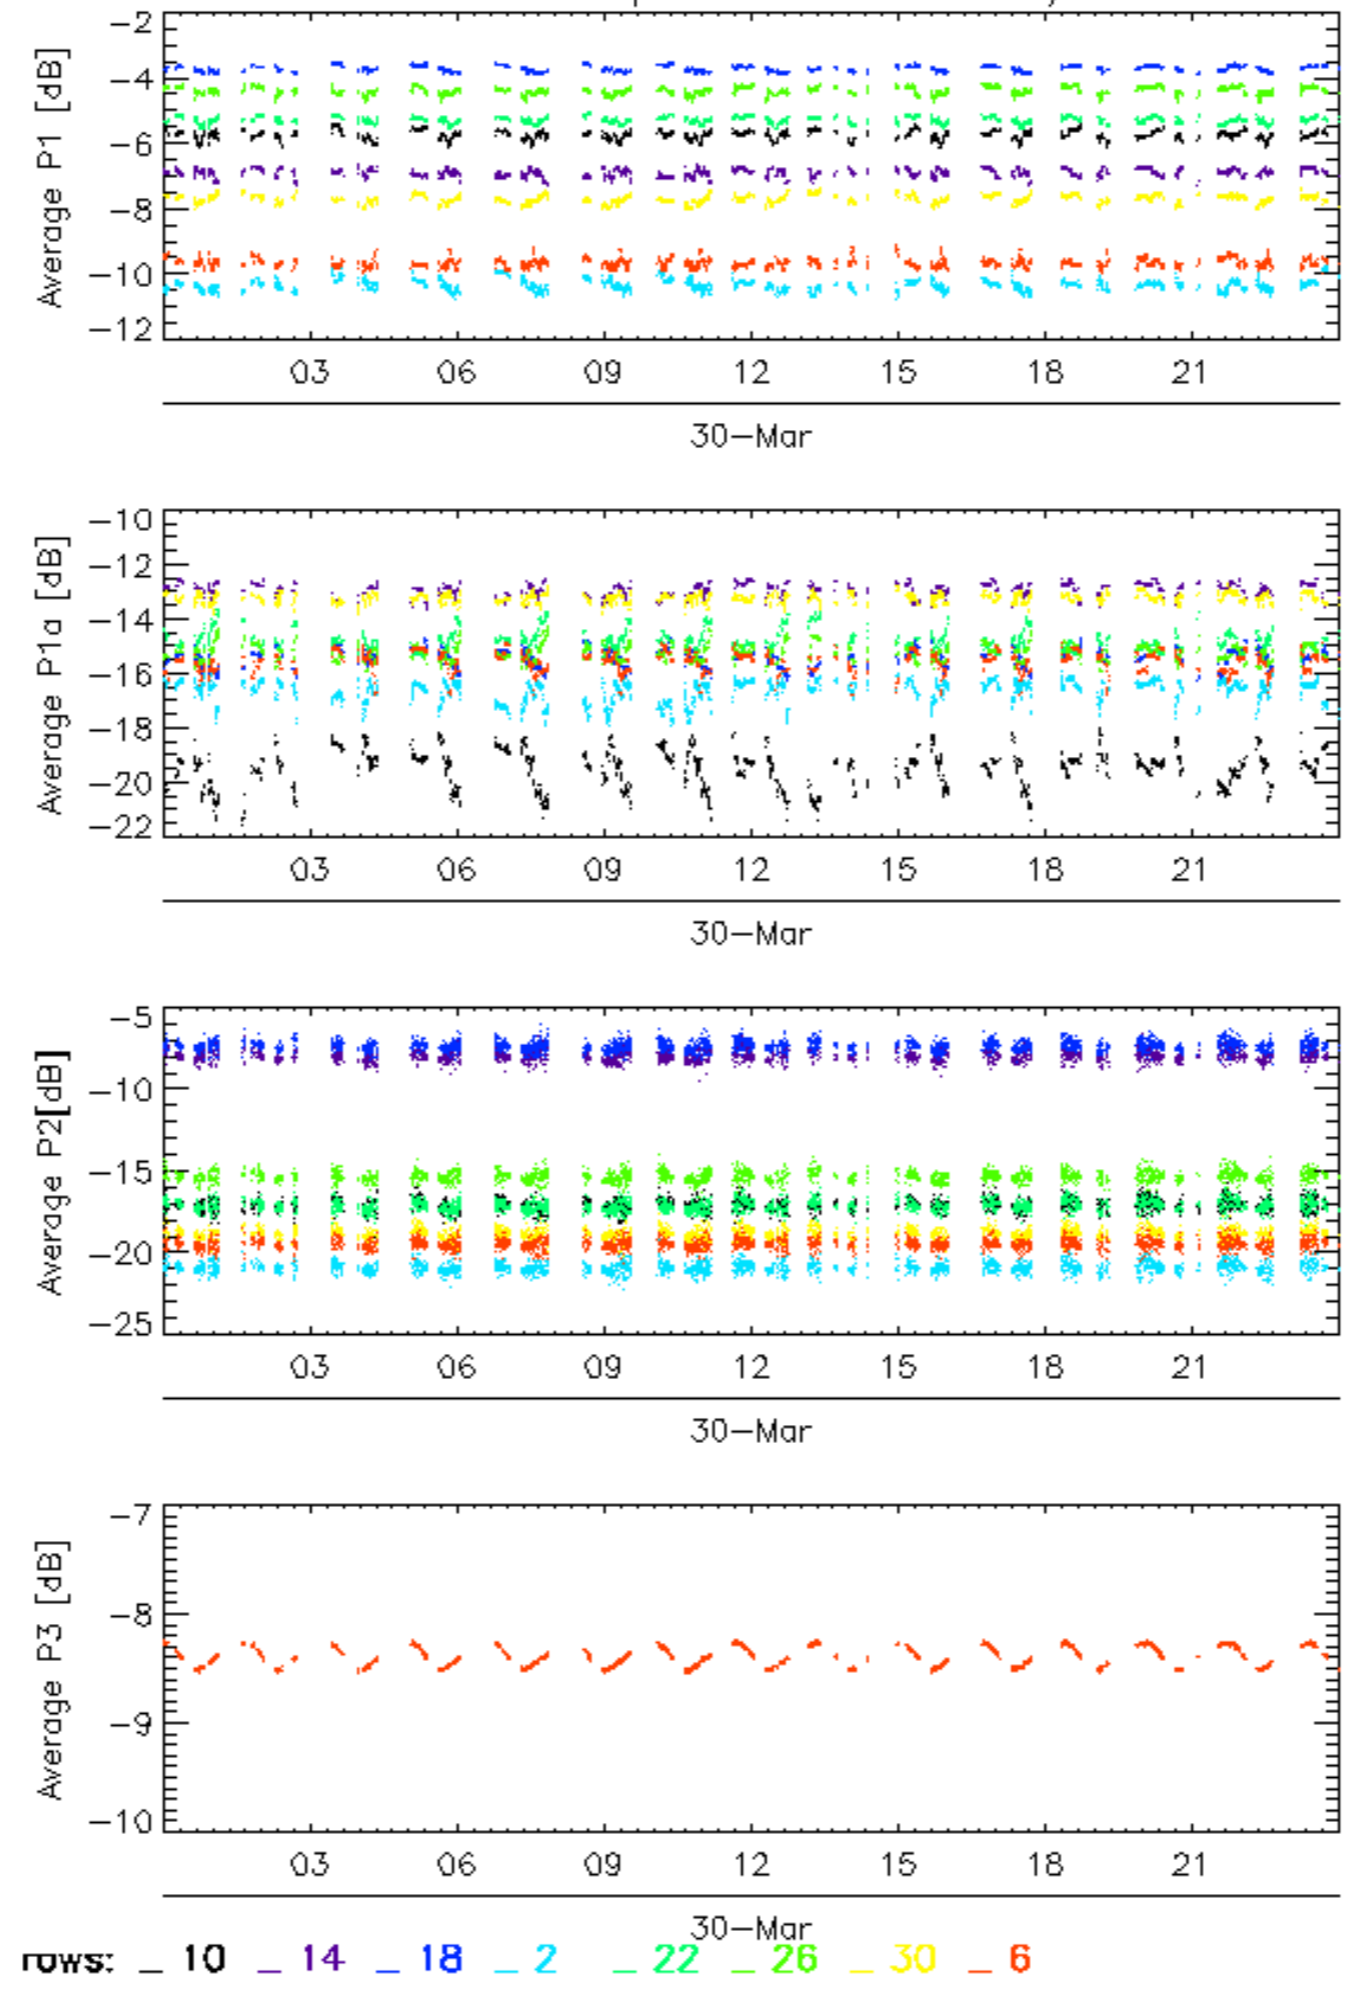 Average P1 [dB]
−2
−4
−6
−8
−10
−12
03 06 09 12 15 18 21
30−Mar
Average P1a [dB]
−10
−12
−14
−16
−18
−20
−22
03 06 09 12 15 18 21
30−Mar
Average P2[dB]
−5
−10
−15
−20
−25
03 06 09 12 15 18 21
30−Mar
Average P3 [dB]
−7
−8
−9
−10
03 06 09 12 15 18 21
30−Mar
rows: _ 10 _ 14 _ 18 _ 2 _ 22 _ 26 _ 30 _ 6